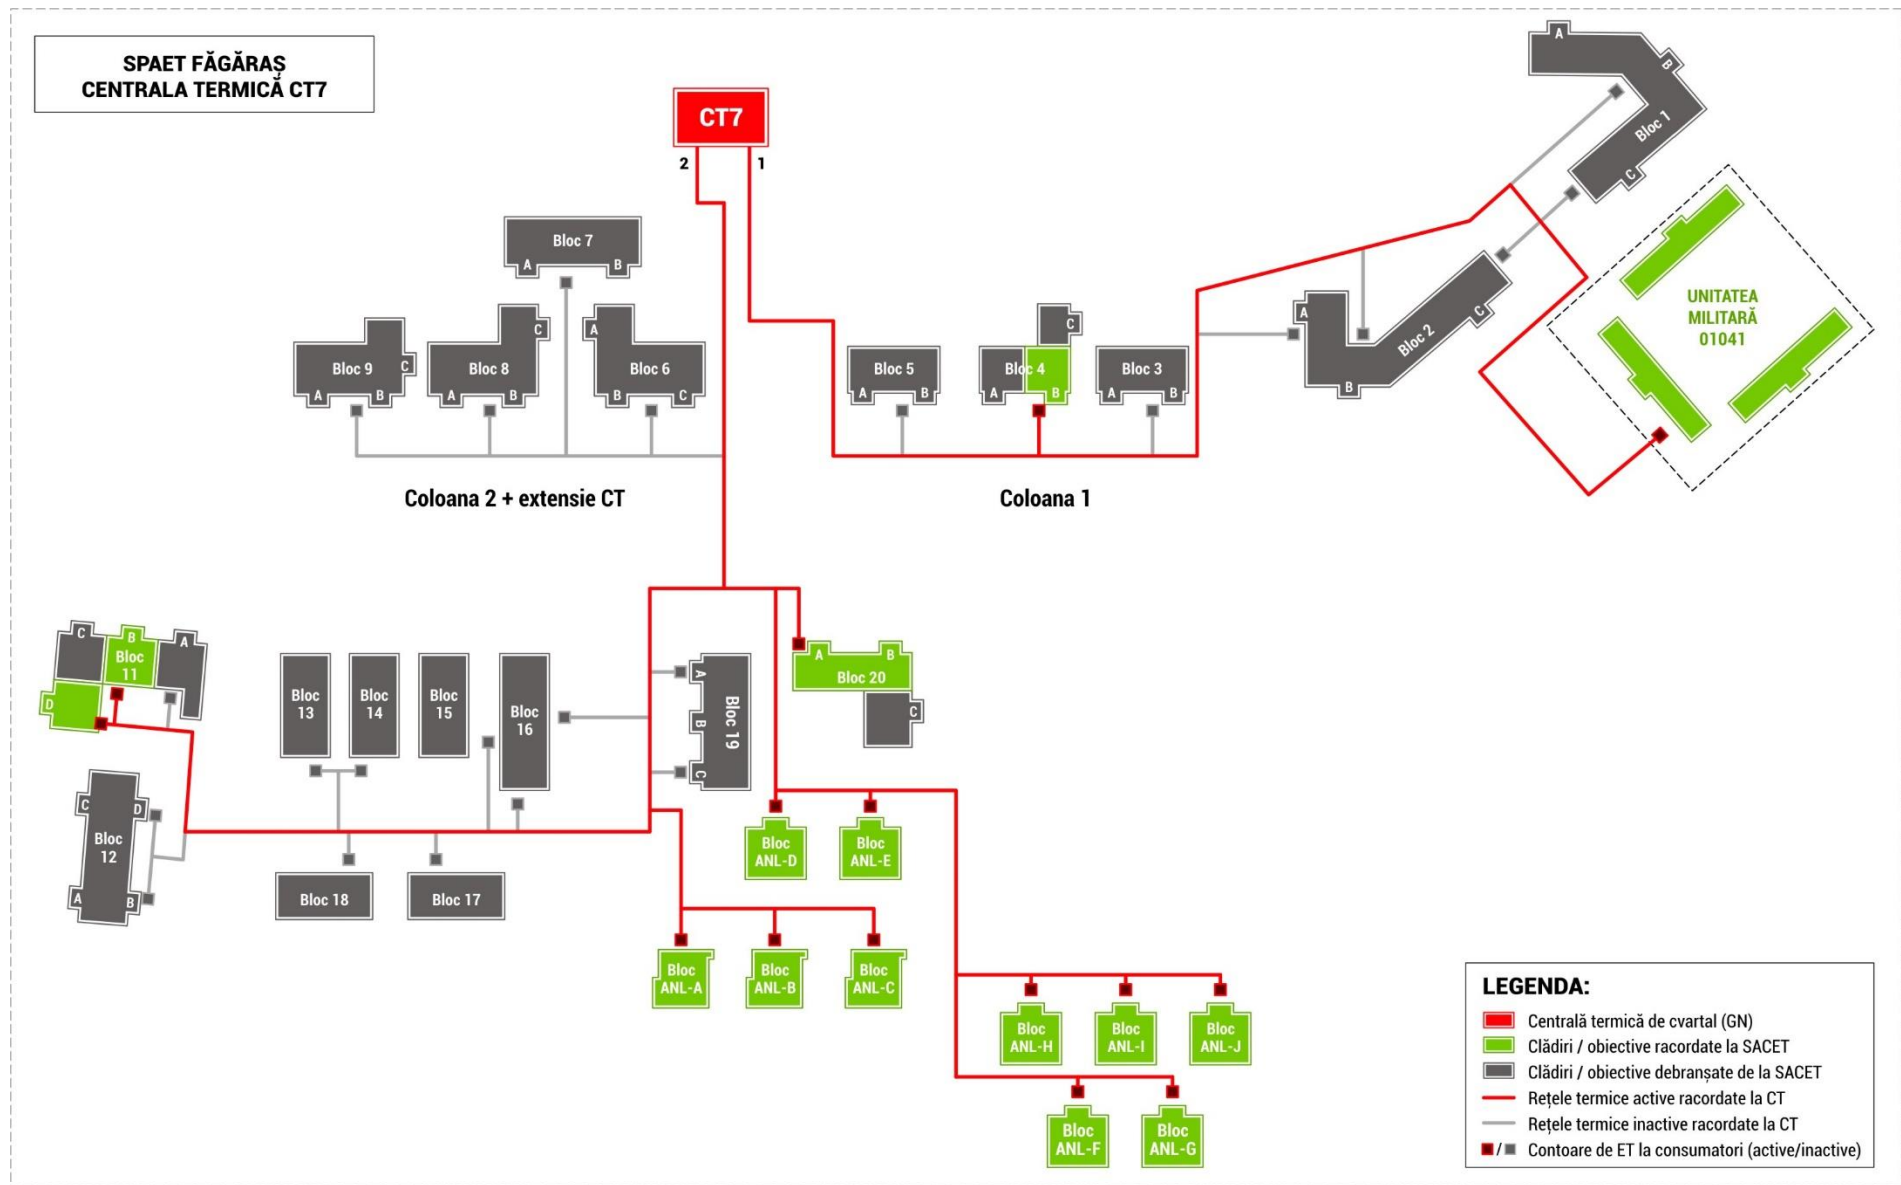 SPAET FĂGĂRAȘ
CENTRALA TERMICĂ CT7
CT7
2
1
A
B
Bloc 1
C
UNITATEA
MILITARĂ
01041
Bloc 7
A
B
Bloc 9
A
B
C
Bloc 8
A
B
C
Bloc 6
A
B
C
Bloc 5
A
B
Bloc 4
A
B
C
Bloc 3
A
B
A
B
Bloc 2
C
Coloana 2 + extensie CT
Coloana 1
C
B
A
Bloc
11
D
Bloc
13
Bloc
14
Bloc
15
Bloc
16
A
B
C
Bloc 19
A
B
Bloc 20
C
C
D
Bloc
12
A
B
Bloc 18
Bloc 17
Bloc
ANL-D
Bloc
ANL-E
Bloc
ANL-A
Bloc
ANL-B
Bloc
ANL-C
Bloc
ANL-H
Bloc
ANL-I
Bloc
ANL-J
Bloc
ANL-F
Bloc
ANL-G
LEGENDA:
Centrală termică de cvartal (GN)
Clădiri / obiective racordate la SACET
Clădiri / obiective debranșate de la SACET
Rețele termice active racordate la CT
Rețele termice inactive racordate la CT
/ Contoare de ET la consumatori (active/inactive)